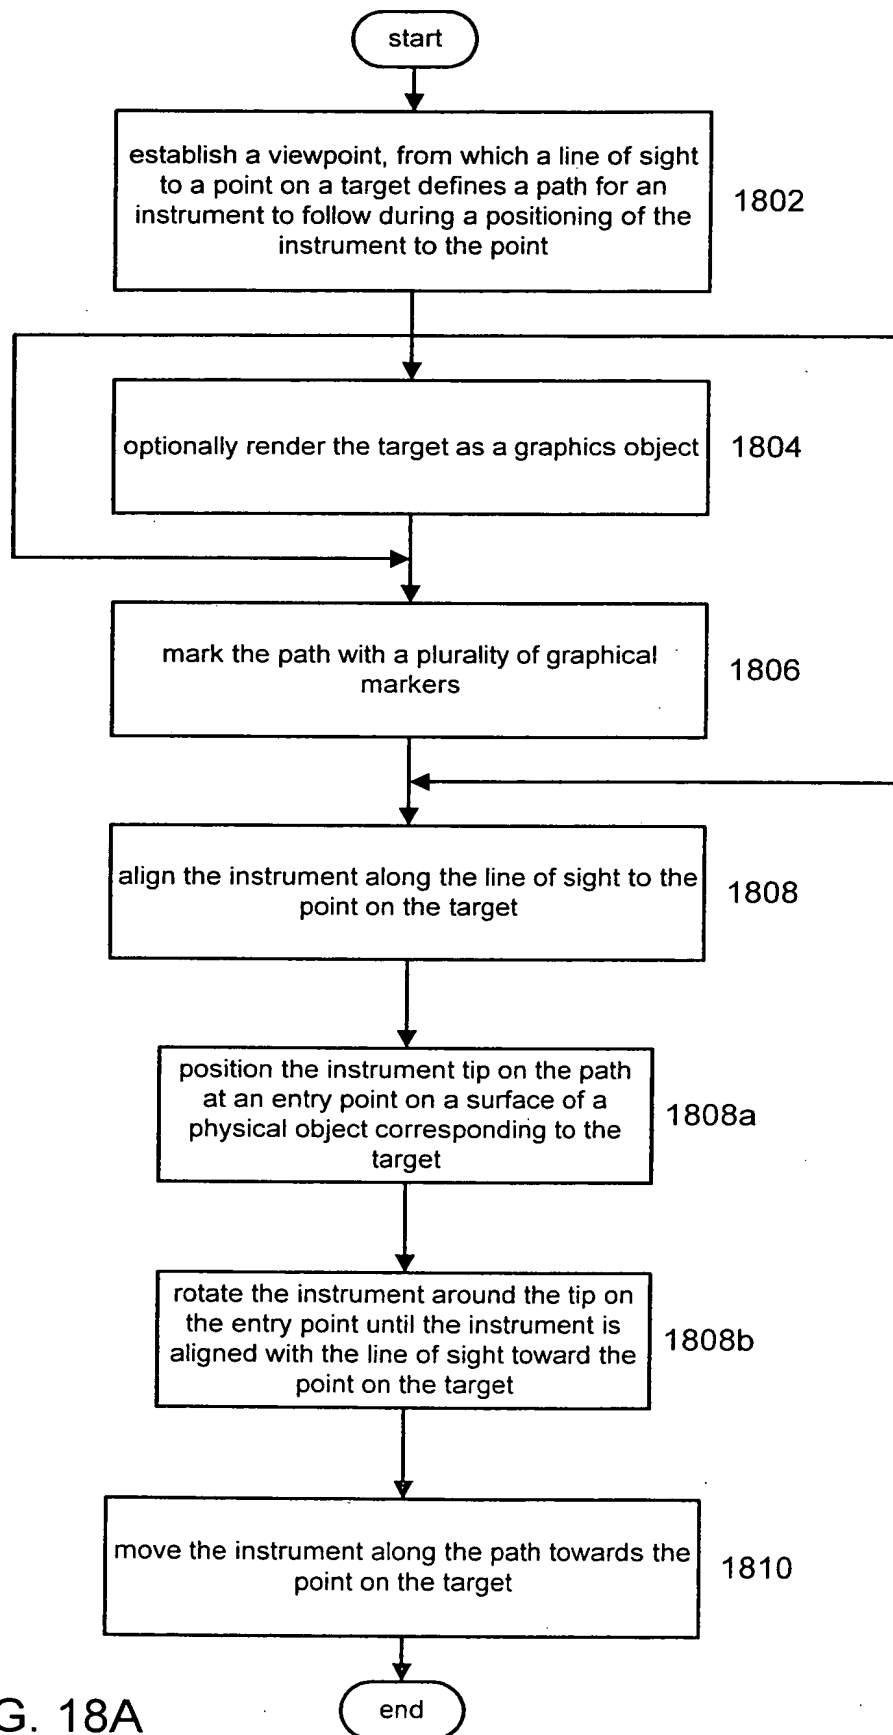 start
establish a viewpoint, from which a line of sight
to a point on a target defines a path for an
instrument to follow during a positioning of the
instrument to the point
1802
optionally render the target as a graphics object
1804
mark the path with a plurality of graphical
markers
1806
align the instrument along the line of sight to the
point on the target
1808
position the instrument tip on the path
at an entry point on a surface of a
physical object corresponding to the
target
1808a
rotate the instrument around the tip on
the entry point until the instrument is
aligned with the line of sight toward the
point on the target
1808b
move the instrument along the path towards the
point on the target
1810
end
G. 18A